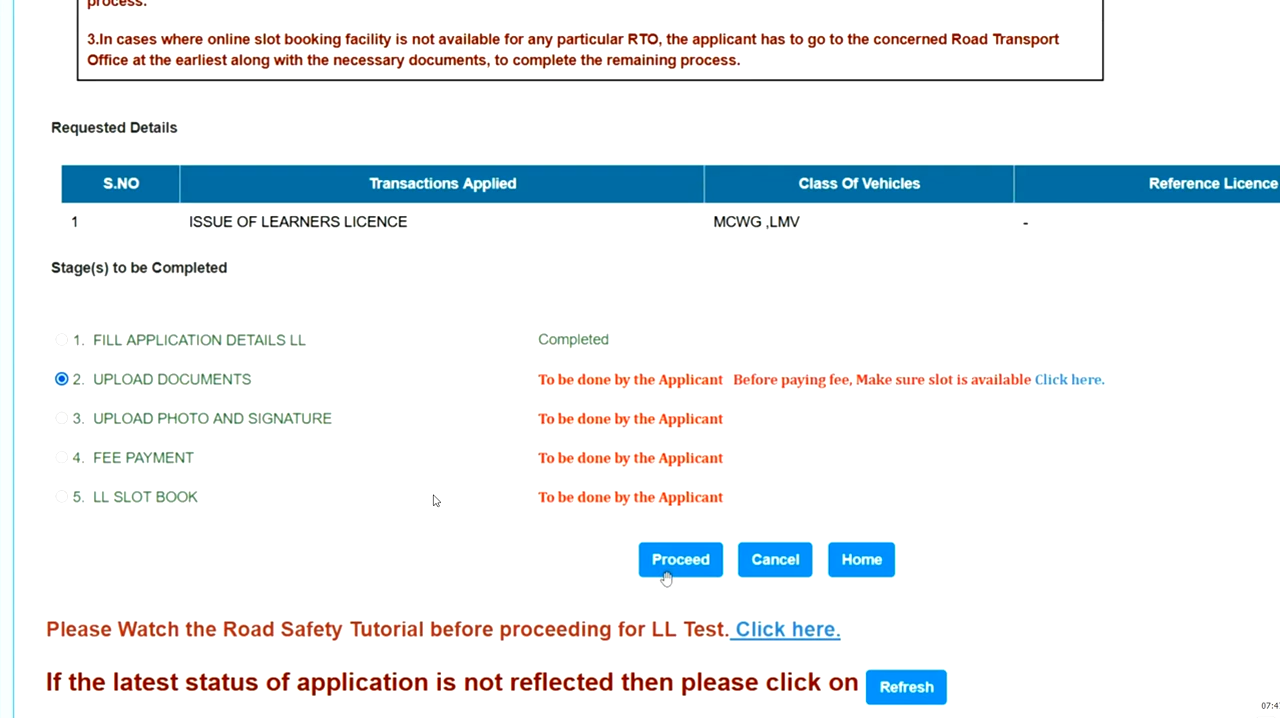 process.
3.In cases where online slot booking facility is not available for any particular RTO, the applicant has to go to the concerned Road Transport
Office at the earliest along with the necessary documents, to complete the remaining process.
Requested Details
S.NO Transactions Applied Class Of Vehicles Reference Licence
1 ISSUE OF LEARNERS LICENCE MCWG ,LMV -
Stage(s) to be Completed
1. FILL APPLICATION DETAILS LL Completed
2. UPLOAD DOCUMENTS To be done by the Applicant Before paying fee, Make sure slot is available Click here.
3. UPLOAD PHOTO AND SIGNATURE To be done by the Applicant
4. FEE PAYMENT To be done by the Applicant
5. LL SLOT BOOK To be done by the Applicant
Proceed Cancel Home
Please Watch the Road Safety Tutorial before proceeding for LL Test. Click here.
If the latest status of application is not reflected then please click on Refresh